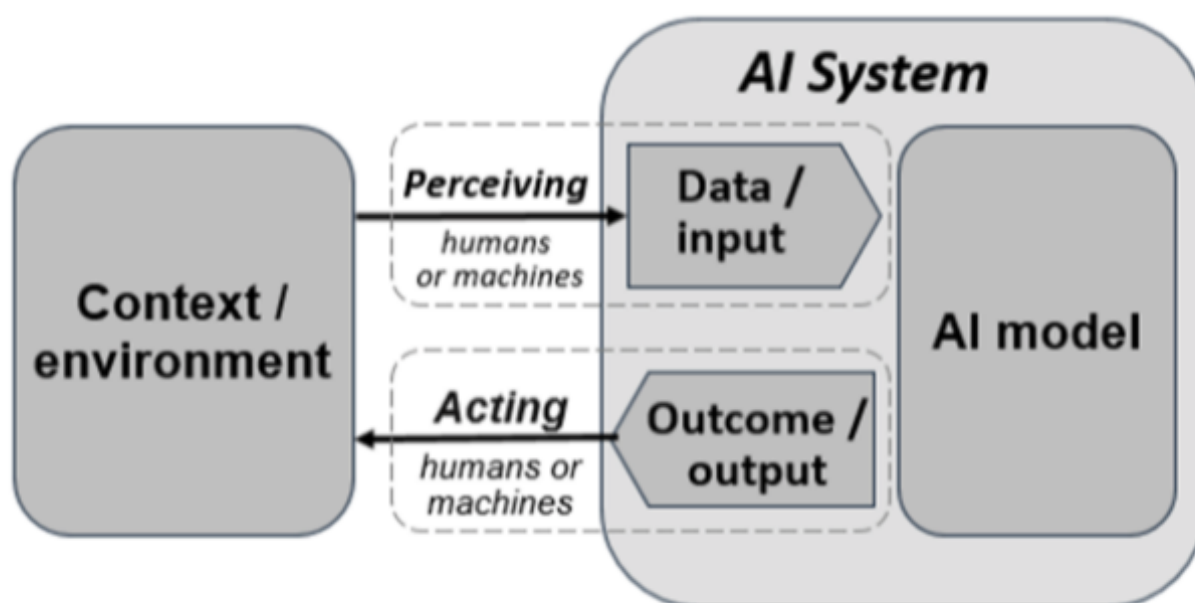 AI System
Perceiving
humans
or machines
Data /
input
Context /
environment
AI model
Acting
humans or
machines
Outcome /
output